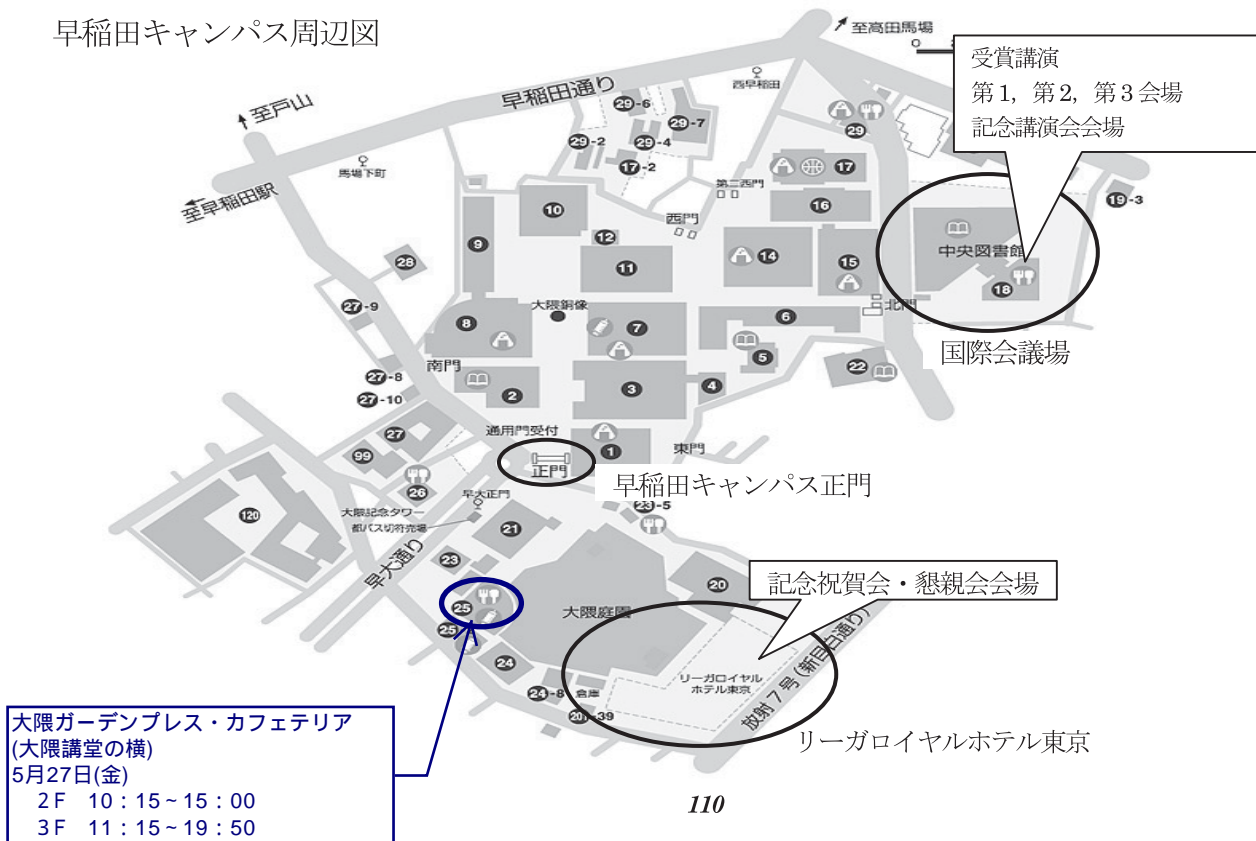 早稲田キャンパス周辺図
至高田馬場
0
受賞講演
第1，第2，第3会場
記念講演会会場
至戸山
早稲田通り
西早稲田
29-6
29-7
29-2
29-4
17-2
29
馬場下町
至早稲田駅
第二西門
17
16
19-3
10
西門
9
12
11
14
15
中央図書館
18
28
27-9
大隈銅像
8
7
6
北門
国際会議場
5
22
南門
27-8
27-10
2
3
4
通用門受付
27
99
1
東門
正門
早稲田キャンパス正門
26
早大正門
23-5
120
大隈記念タワー
都バス切符売場
21
早大通り
23
20
記念祝賀会・懇親会会場
25
大隈庭園
25
24
リーガロイヤル
ホテル東京
放射7号(新目白通り)
24-8
倉庫
リーガロイヤルホテル東京
大隈ガーデンプレス・カフェテリア
(大隈講堂の横)
5月27日(金)
2F 10：15~15：00
3F 11：15~19：50
110